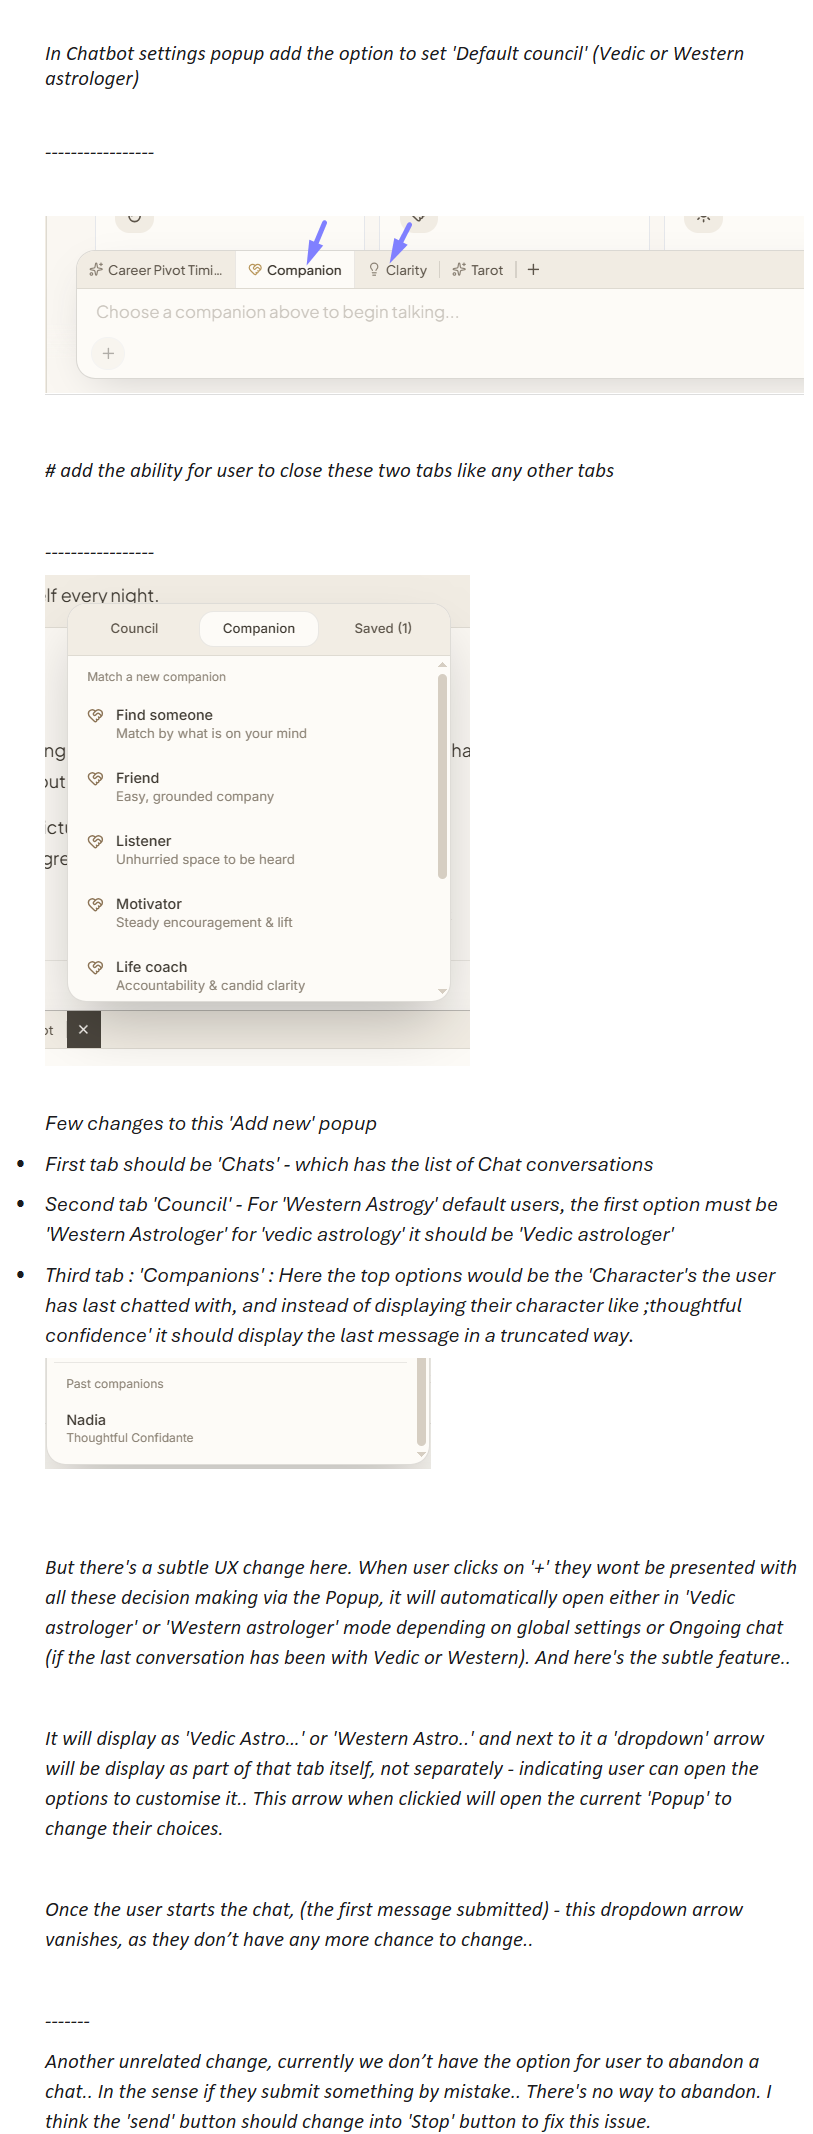 In Chatbot settings popup add the option to set 'Default council' (Vedic or Western
astrologer)
-----------------
Career Pivot Timi... Companion Clarity Tarot +
Choose a companion above to begin talking...
+
# add the ability for user to close these two tabs like any other tabs
-----------------
elf every night.
Council Companion Saved (1)
Match a new companion
Find someone
Match by what is on your mind
ng ha
Friend
out
Easy, grounded company
ictu
Listener
gre
Unhurried space to be heard
Motivator
Steady encouragement & lift
Life coach
Accountability & candid clarity
ot ×
Few changes to this 'Add new' popup
• First tab should be 'Chats' - which has the list of Chat conversations
• Second tab 'Council' - For 'Western Astrogy' default users, the first option must be
'Western Astrologer' for 'vedic astrology' it should be 'Vedic astrologer'
• Third tab : 'Companions' : Here the top options would be the 'Character's the user
has last chatted with, and instead of displaying their character like ;thoughtful
confidence' it should display the last message in a truncated way.
Past companions
Nadia
Thoughtful Confidante
But there's a subtle UX change here. When user clicks on '+' they wont be presented with
all these decision making via the Popup, it will automatically open either in 'Vedic
astrologer' or 'Western astrologer' mode depending on global settings or Ongoing chat
(if the last conversation has been with Vedic or Western). And here's the subtle feature..
It will display as 'Vedic Astro...' or 'Western Astro..' and next to it a 'dropdown' arrow
will be display as part of that tab itself, not separately - indicating user can open the
options to customise it.. This arrow when clickied will open the current 'Popup' to
change their choices.
Once the user starts the chat, (the first message submitted) - this dropdown arrow
vanishes, as they don’t have any more chance to change..
-------
Another unrelated change, currently we don’t have the option for user to abandon a
chat.. In the sense if they submit something by mistake.. There's no way to abandon. I
think the 'send' button should change into 'Stop' button to fix this issue.